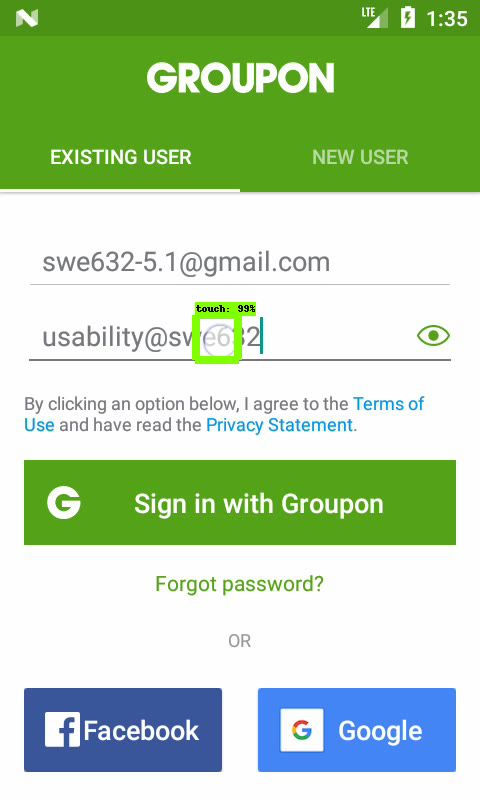 LTE 1:35
GROUPON
EXISTING USER NEW USER
swe632-5.1@gmail.com
touch: 99%
usability@swe632
By clicking an option below, I agree to the Terms of
Use and have read the Privacy Statement.
G Sign in with Groupon
Forgot password?
OR
f Facebook G Google